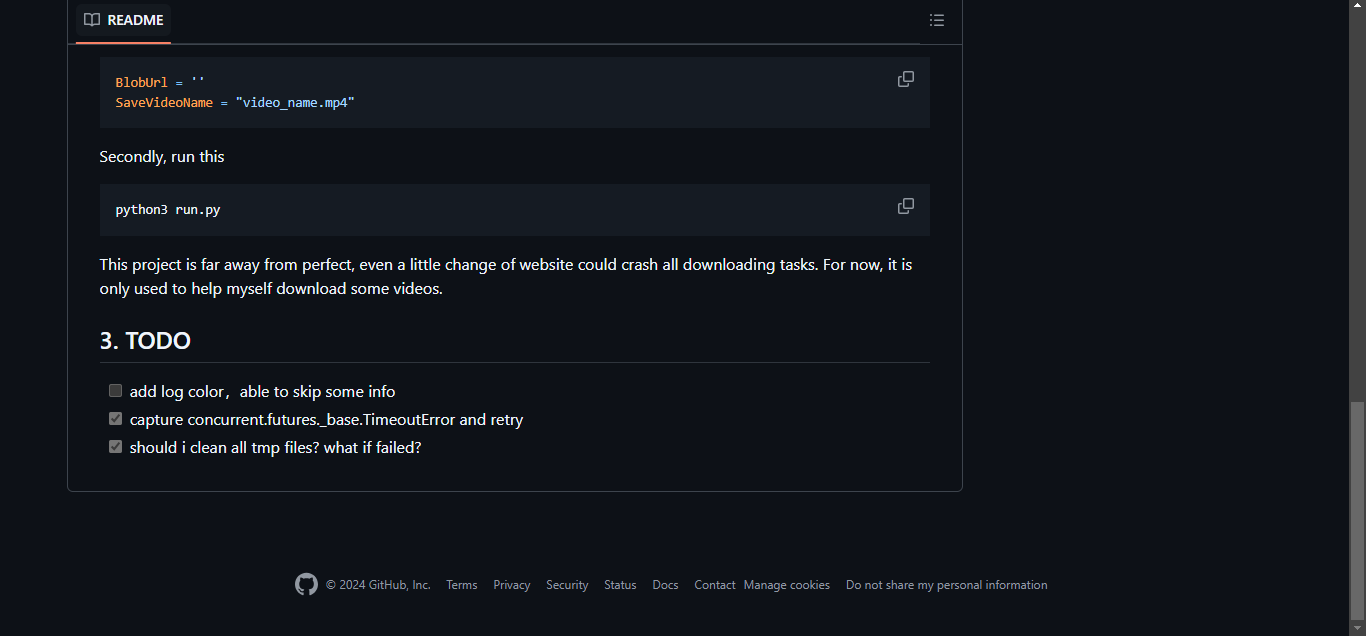 README
BlobUrl = ''
SaveVideoName = "video_name.mp4"
Secondly, run this
python3 run.py
This project is far away from perfect, even a little change of website could crash all downloading tasks. For now, it is
only used to help myself download some videos.
3. TODO
add log color，able to skip some info
capture concurrent.futures._base.TimeoutError and retry
should i clean all tmp files? what if failed?
© 2024 GitHub, Inc. Terms Privacy Security Status Docs Contact Manage cookies Do not share my personal information